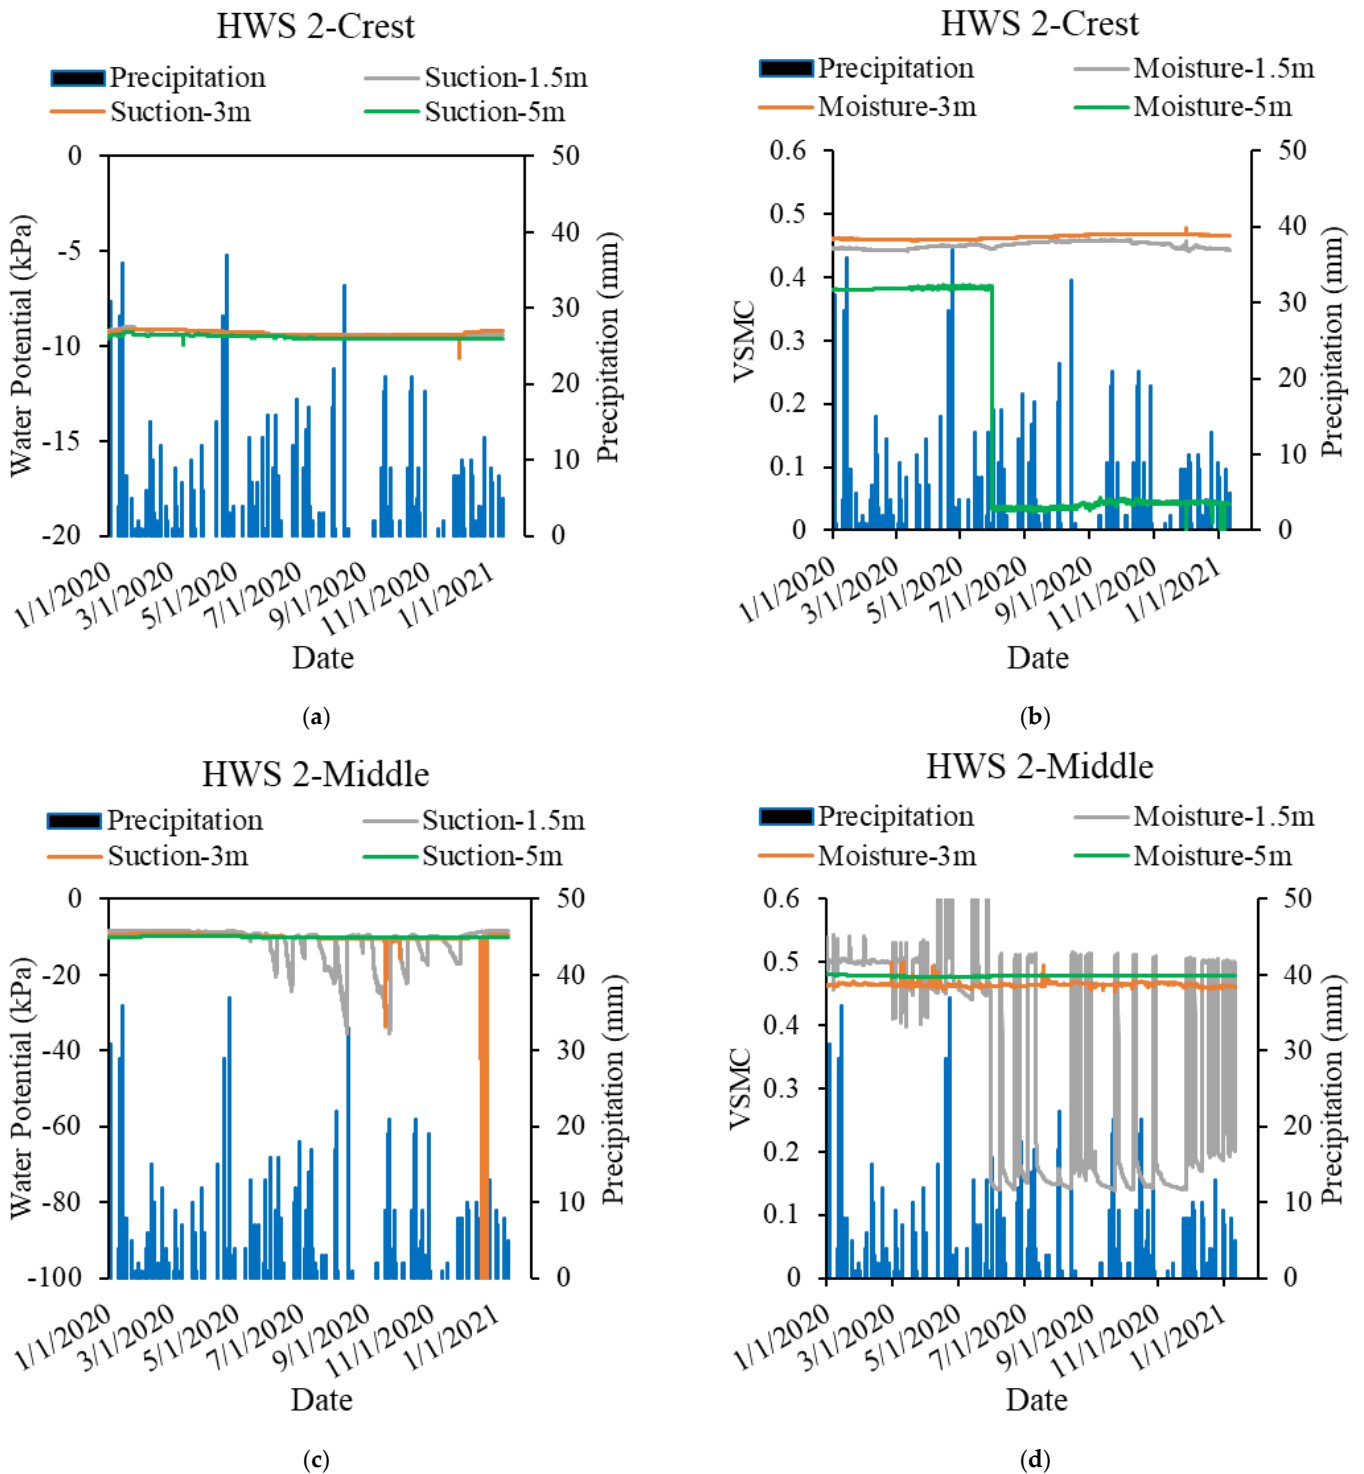 HWS 2-Crest
Precipitation
Suction-1.5m
Suction-3m
Suction-5m
0
-5
-10
-15
-20
Water Potential (kPa)
50
40
30
20
10
0
Precipitation (mm)
1/1/2020
3/1/2020
5/1/2020
7/1/2020
9/1/2020
11/1/2020
1/1/2021
Date
(a)
HWS 2-Crest
Precipitation
Moisture-1.5m
Moisture-3m
Moisture-5m
0.6
0.5
0.4
0.3
0.2
0.1
0
VSMC
50
40
30
20
10
0
Precipitation (mm)
1/1/2020
3/1/2020
5/1/2020
7/1/2020
9/1/2020
11/1/2020
1/1/2021
Date
(b)
HWS 2-Middle
Precipitation
Suction-1.5m
Suction-3m
Suction-5m
0
-20
-40
-60
-80
-100
Water Potential (kPa)
50
40
30
20
10
0
Precipitation (mm)
1/1/2020
3/1/2020
5/1/2020
7/1/2020
9/1/2020
11/1/2020
1/1/2021
Date
(c)
HWS 2-Middle
Precipitation
Moisture-1.5m
Moisture-3m
Moisture-5m
0.6
0.5
0.4
0.3
0.2
0.1
0
VSMC
50
40
30
20
10
0
Precipitation (mm)
1/1/2020
3/1/2020
5/1/2020
7/1/2020
9/1/2020
11/1/2020
1/1/2021
Date
(d)